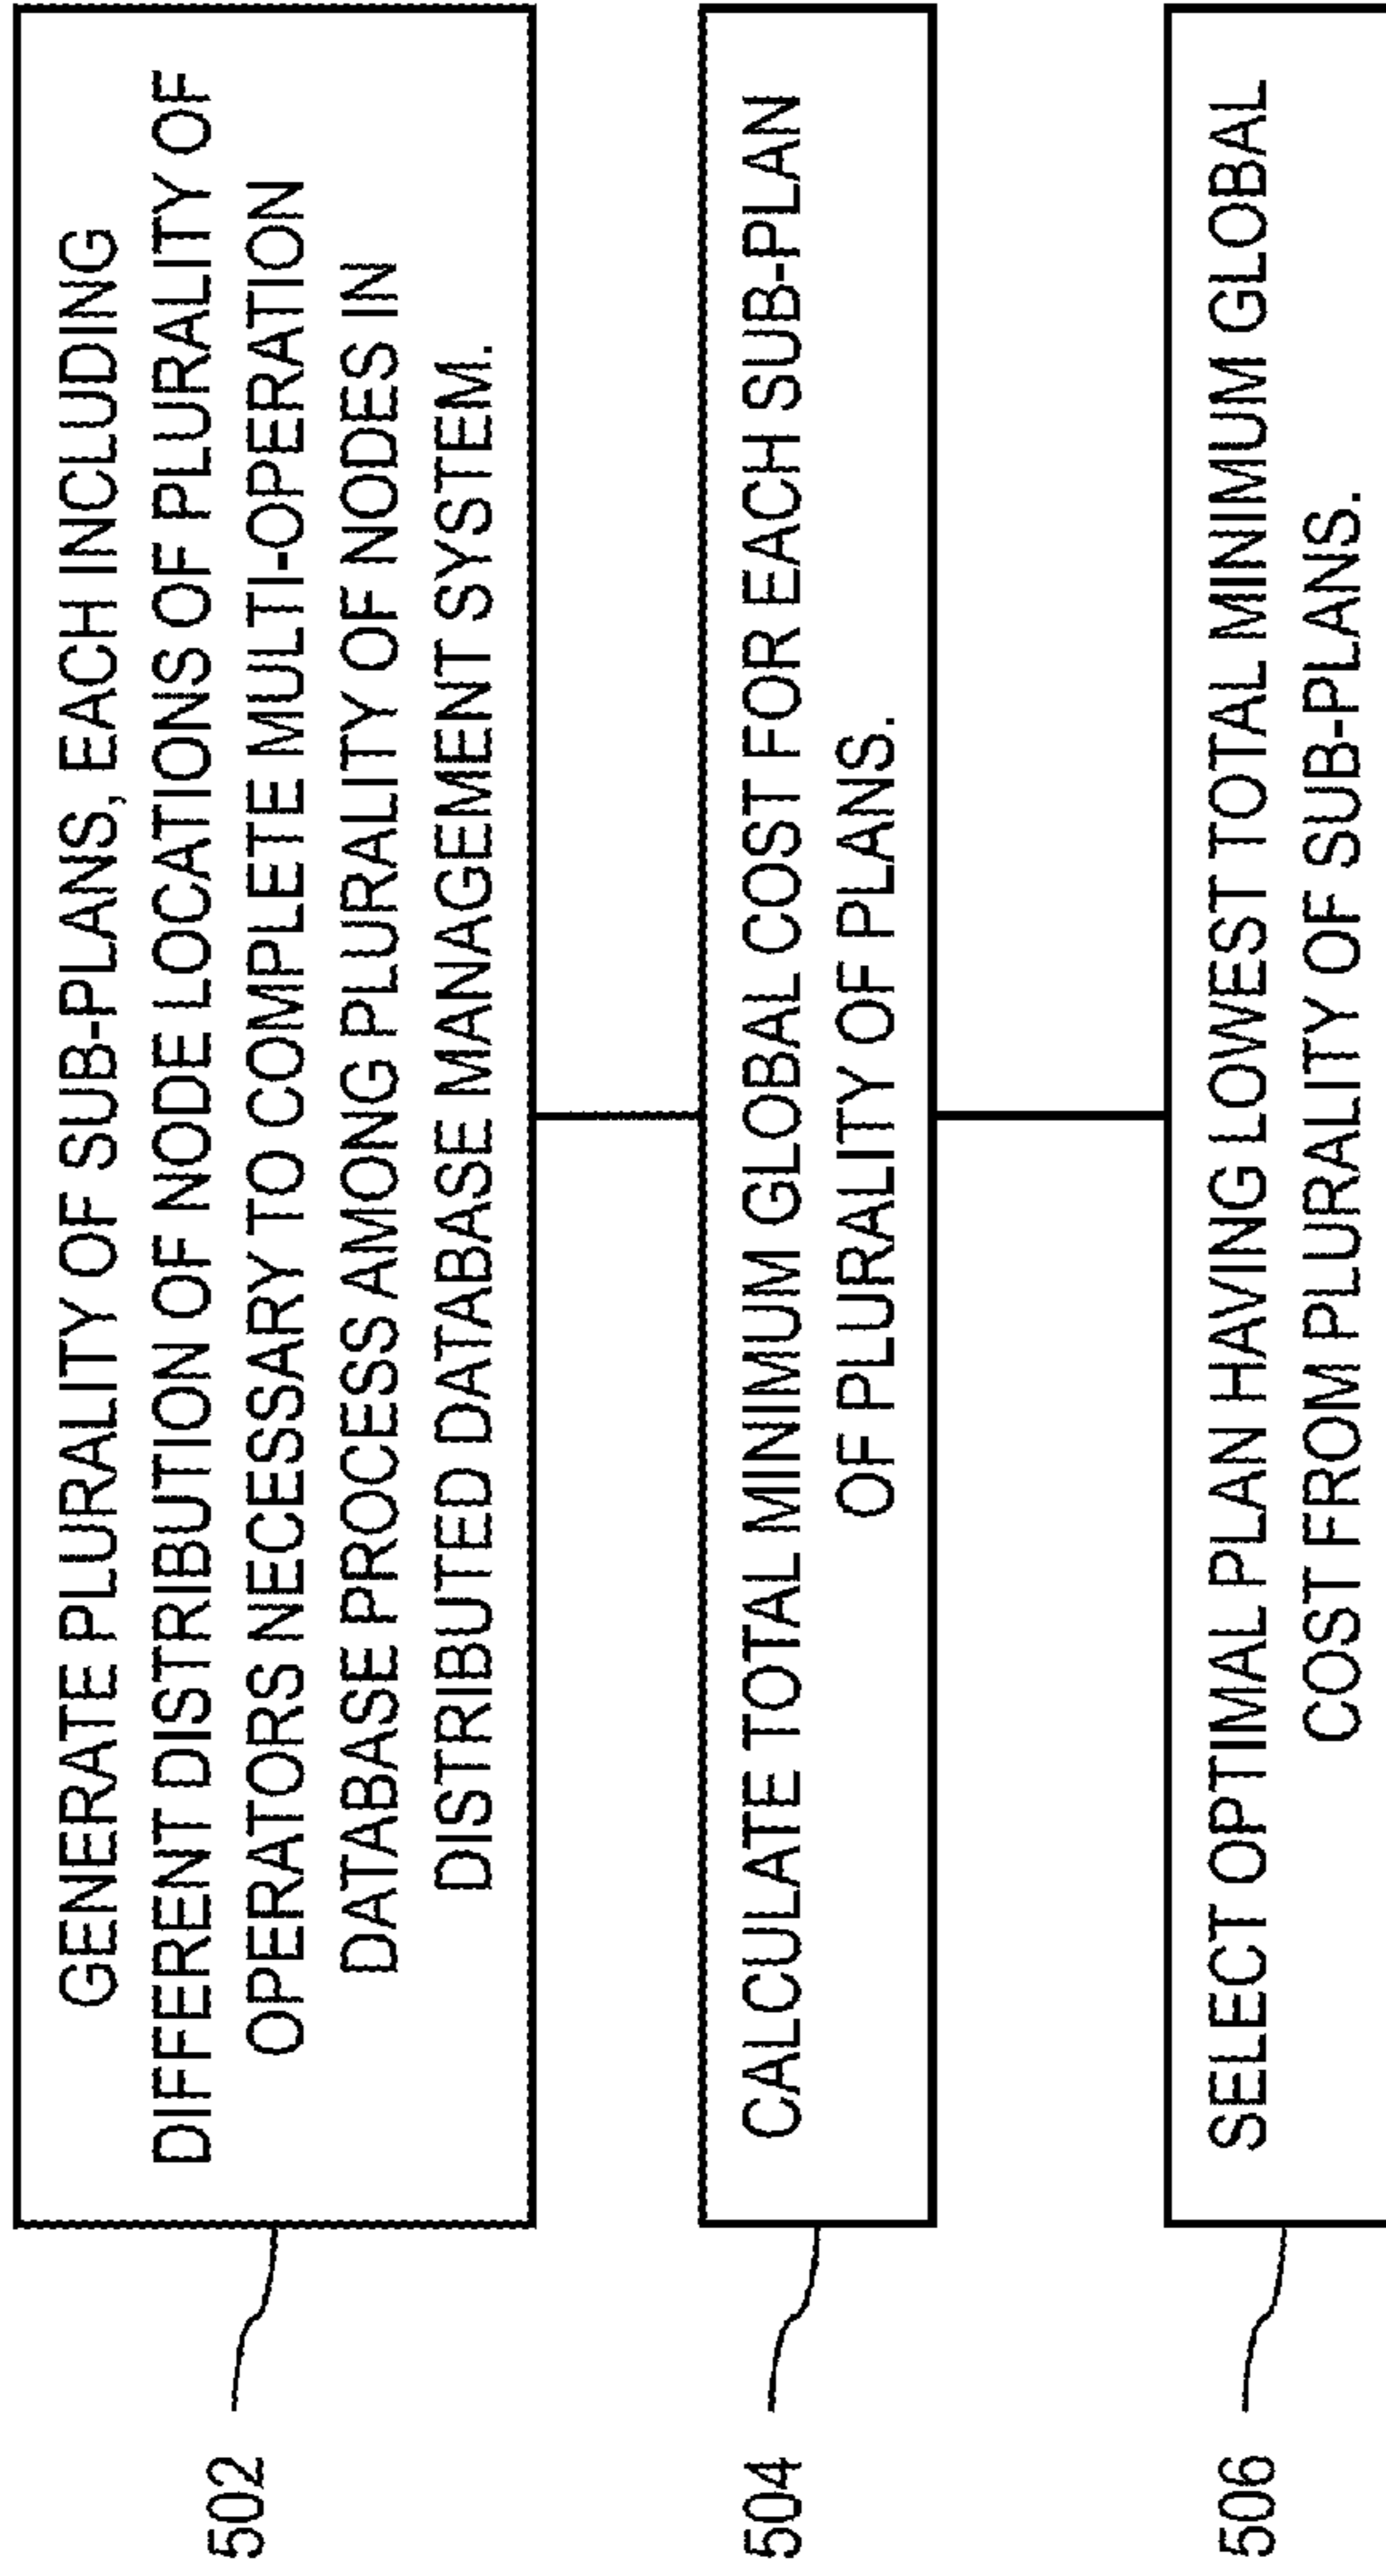 502
GENERATE PLURALITY OF SUB-PLANS, EACH INCLUDING
DIFFERENT DISTRIBUTION OF NODE LOCATIONS OF PLURALITY OF
OPERATORS NECESSARY TO COMPLETE MULTI-OPERATION
DATABASE PROCESS AMONG PLURALITY OF NODES IN
DISTRIBUTED DATABASE MANAGEMENT SYSTEM.
504
CALCULATE TOTAL MINIMUM GLOBAL COST FOR EACH SUB-PLAN
OF PLURALITY OF PLANS.
506
SELECT OPTIMAL PLAN HAVING LOWEST TOTAL MINIMUM GLOBAL
COST FROM PLURALITY OF SUB-PLANS.